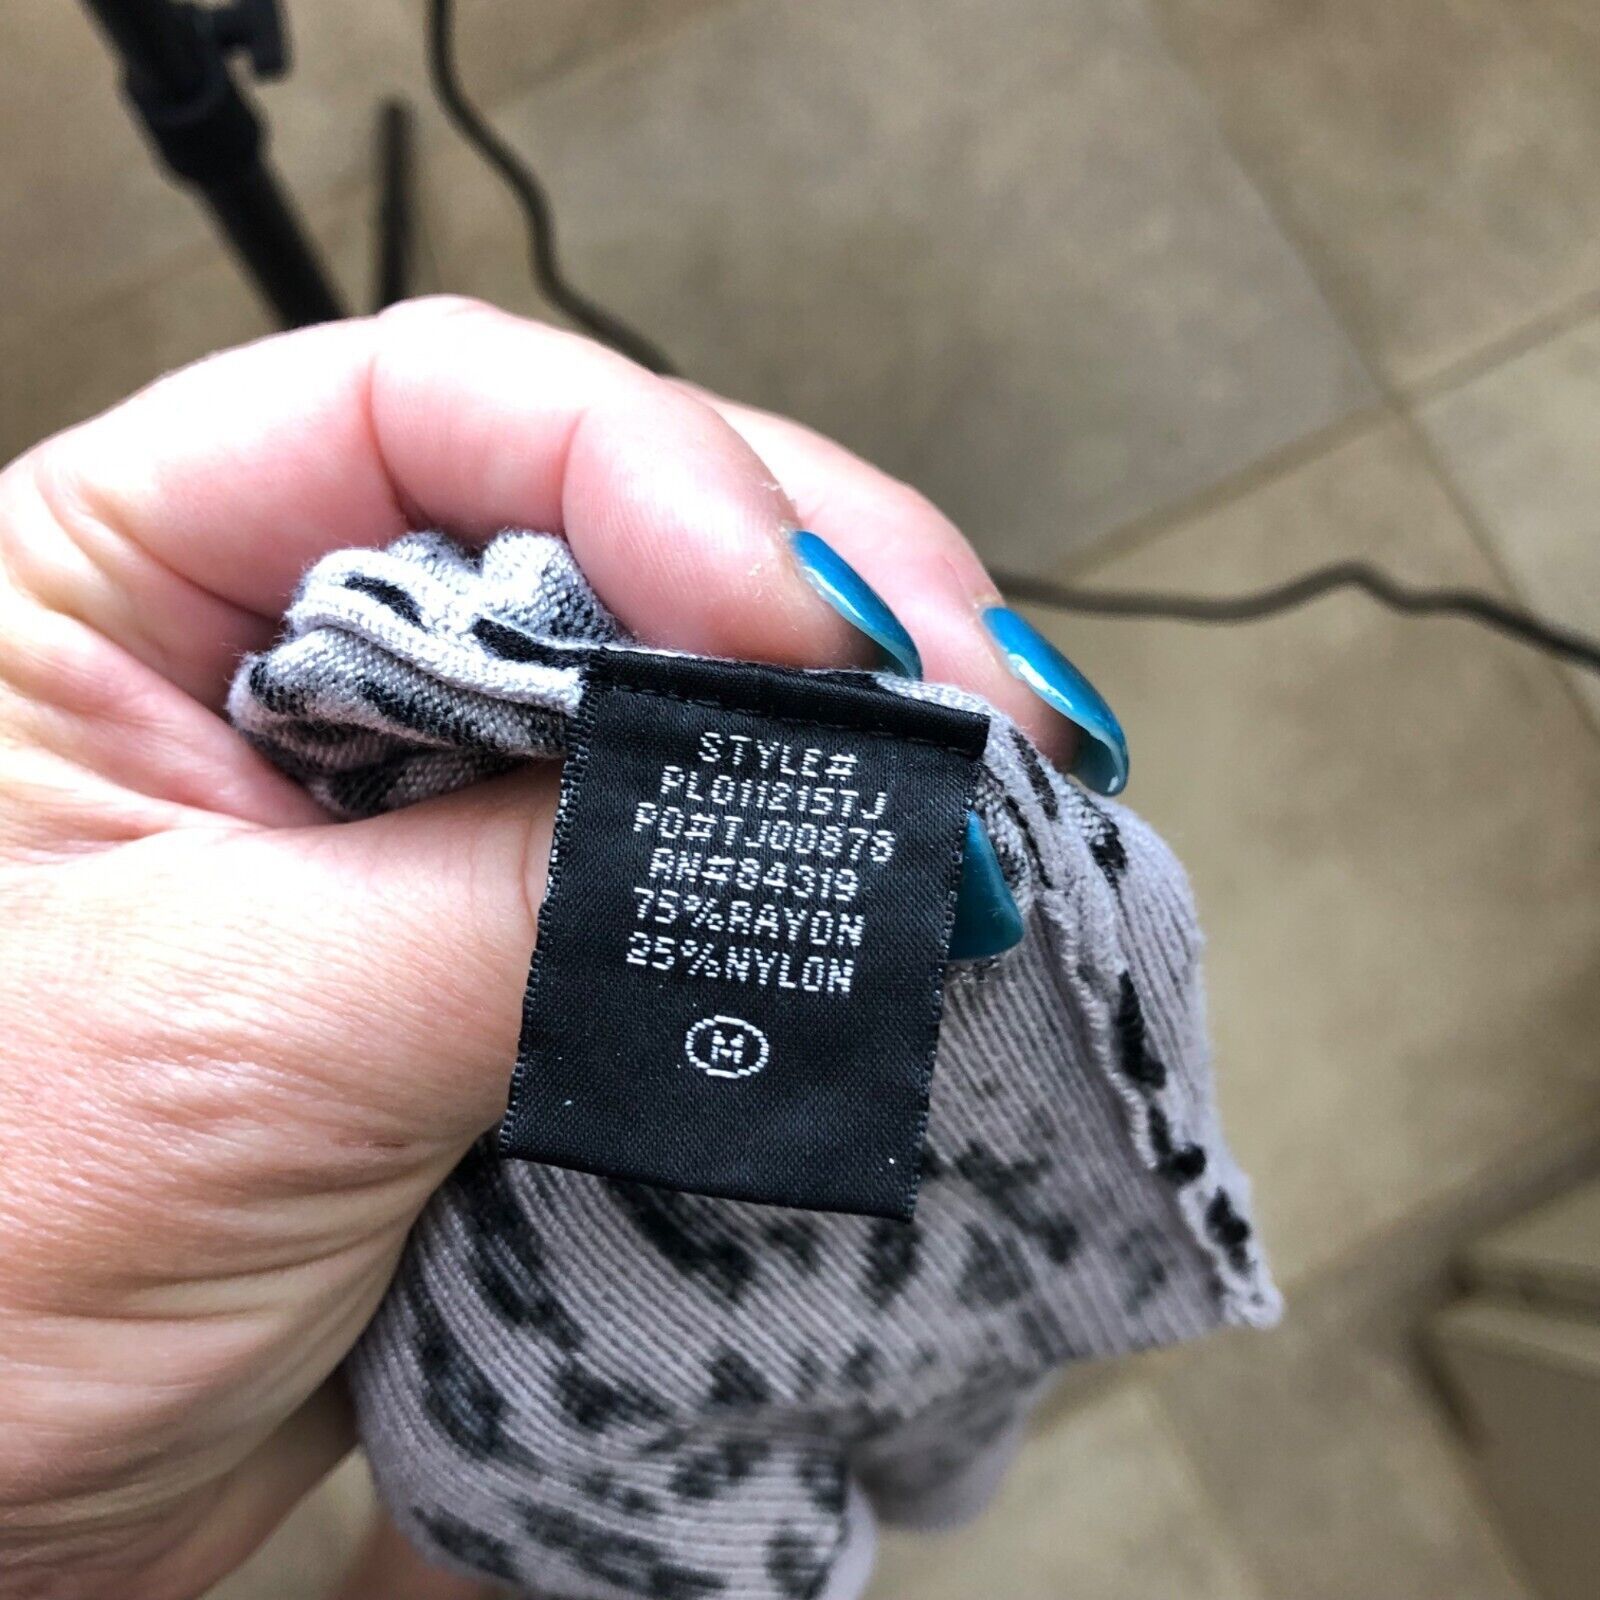 STYLE#
PL011215TJ
PO#TJ00878
RN#84319
75%RAYON
25%NYLON
M